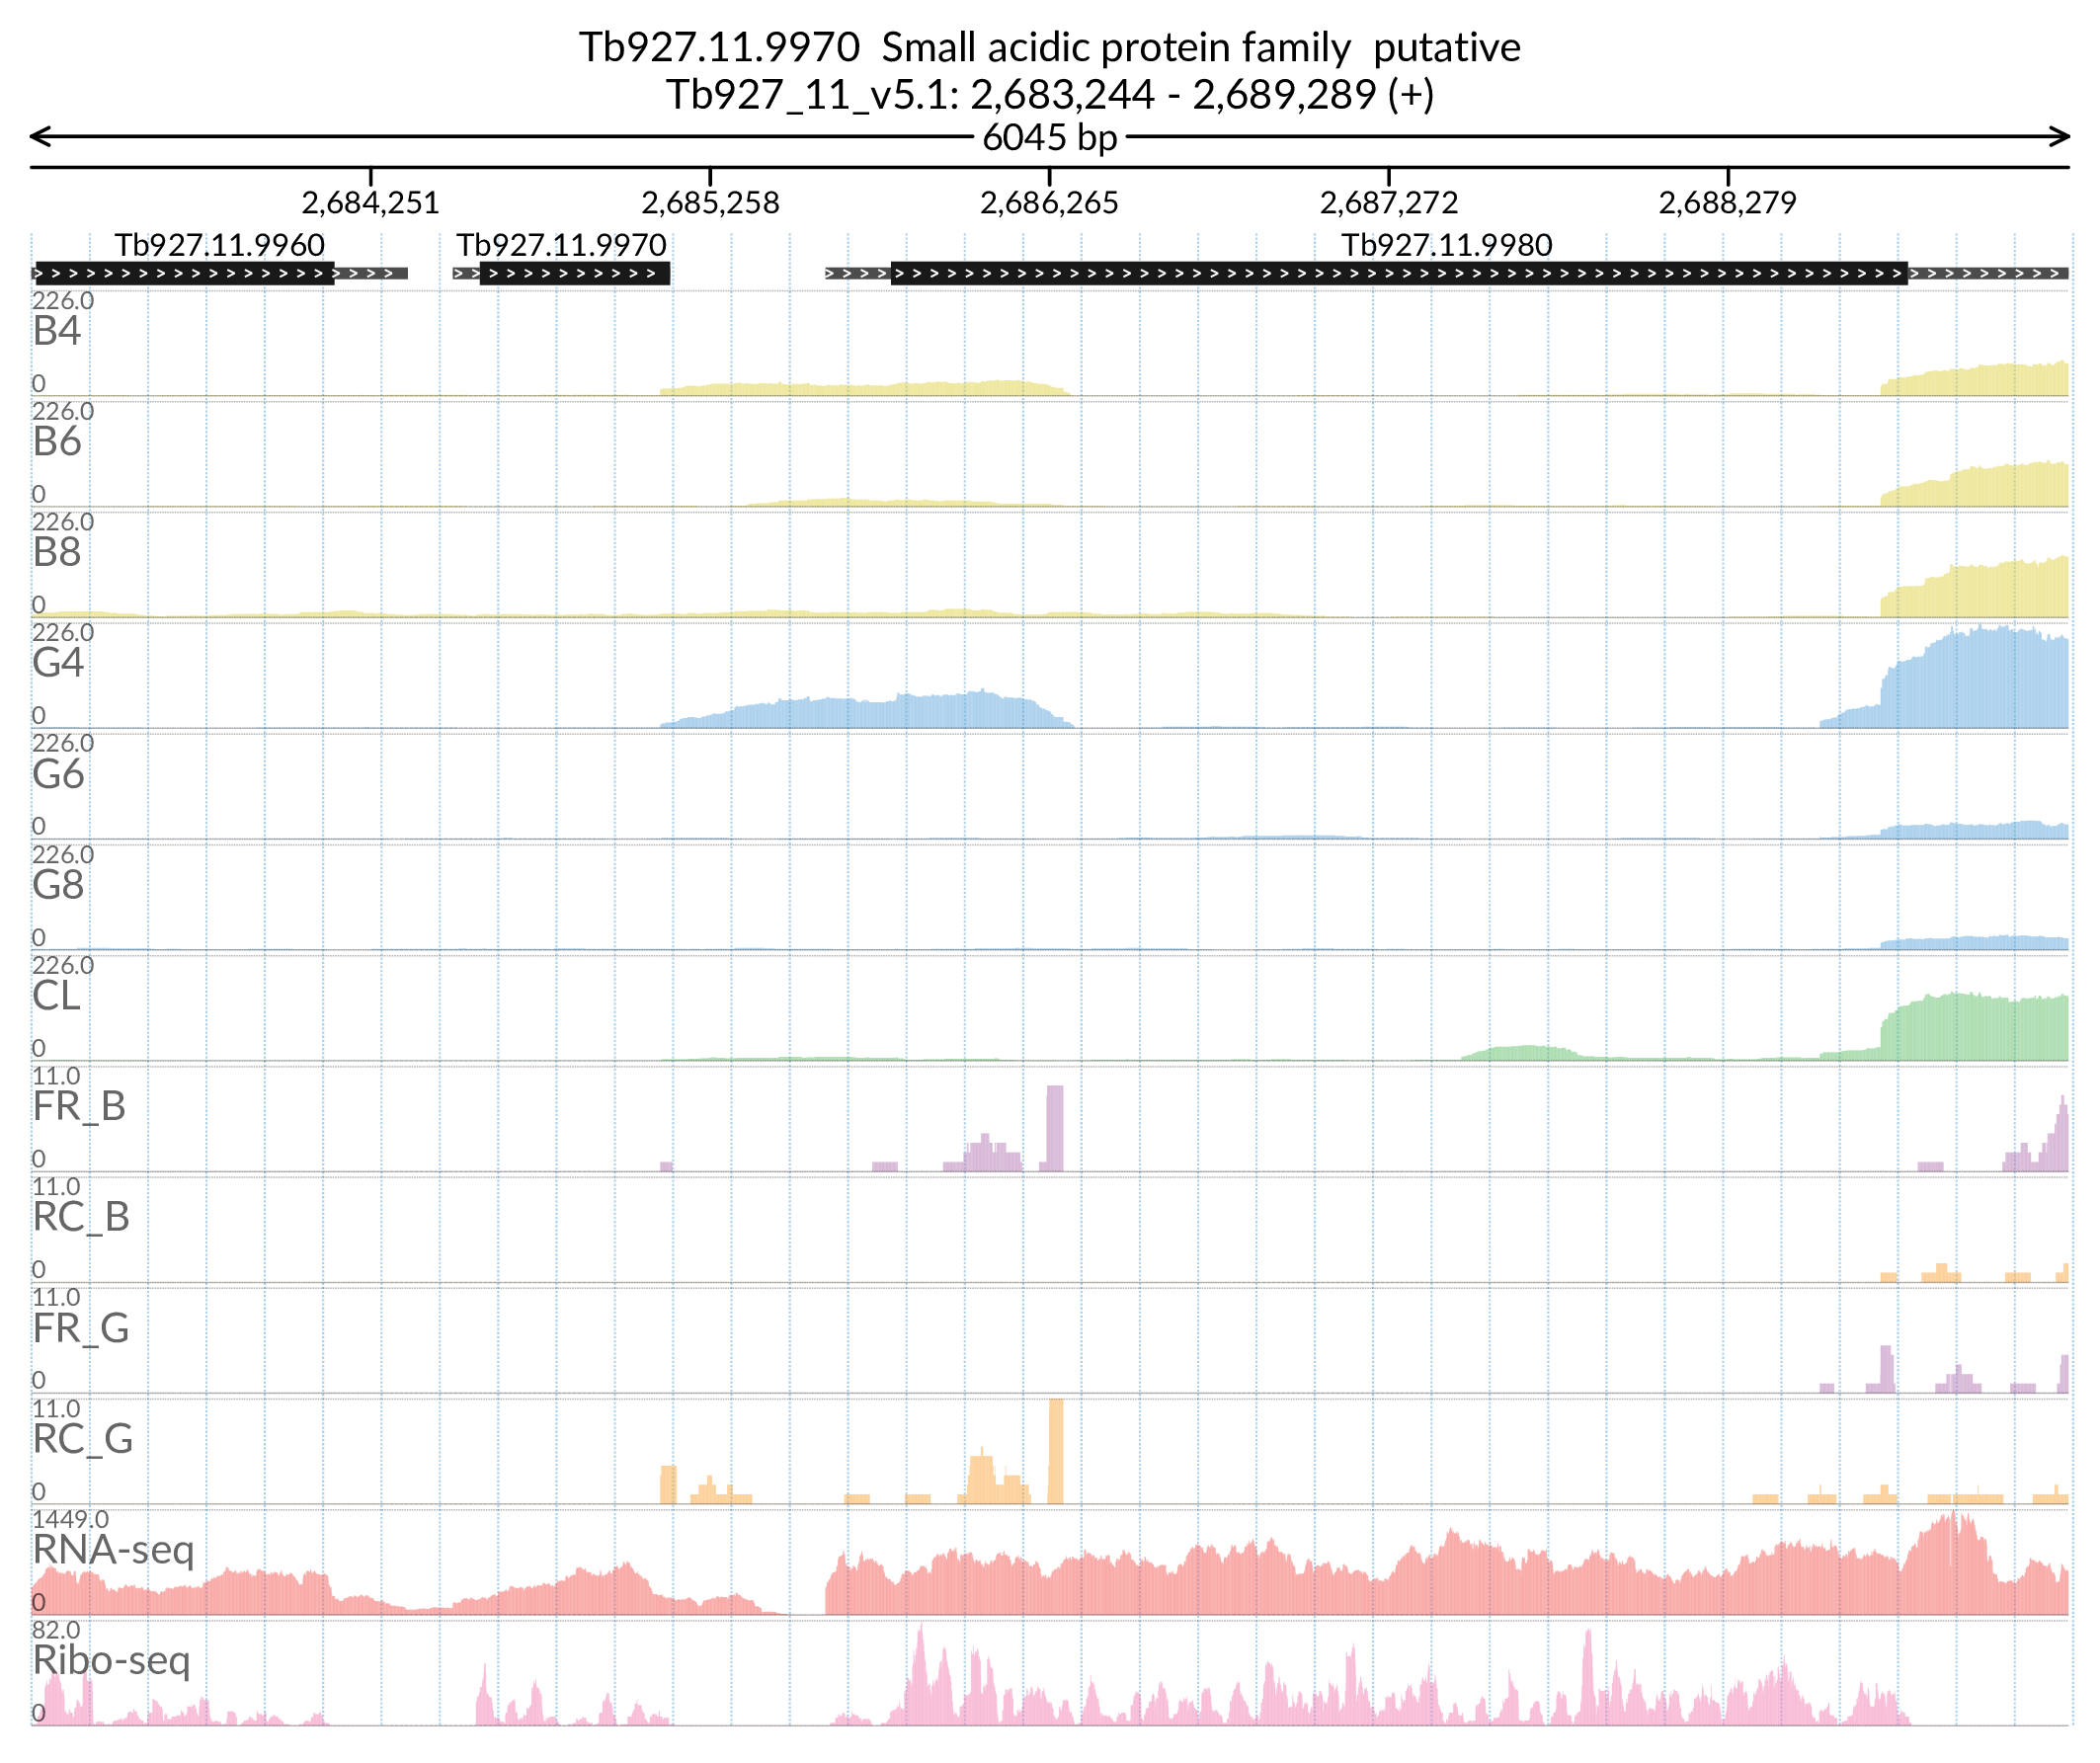 Tb927.11.9970  Small acidic protein family  putative
Tb927_11_v5.1: 2,683,244 - 2,689,289 (+)
6045 bp
2,684,251 2,685,258 2,686,265 2,687,272 2,688,279
Tb927.11.9960 Tb927.11.9970 Tb927.11.9980
226.0
B4
0
226.0
B6
0
226.0
B8
0
226.0
G4
0
226.0
G6
0
226.0
G8
0
226.0
CL
0
11.0
FR_B
0
11.0
RC_B
0
11.0
FR_G
0
11.0
RC_G
0
1449.0
RNA-seq
0
82.0
Ribo-seq
0